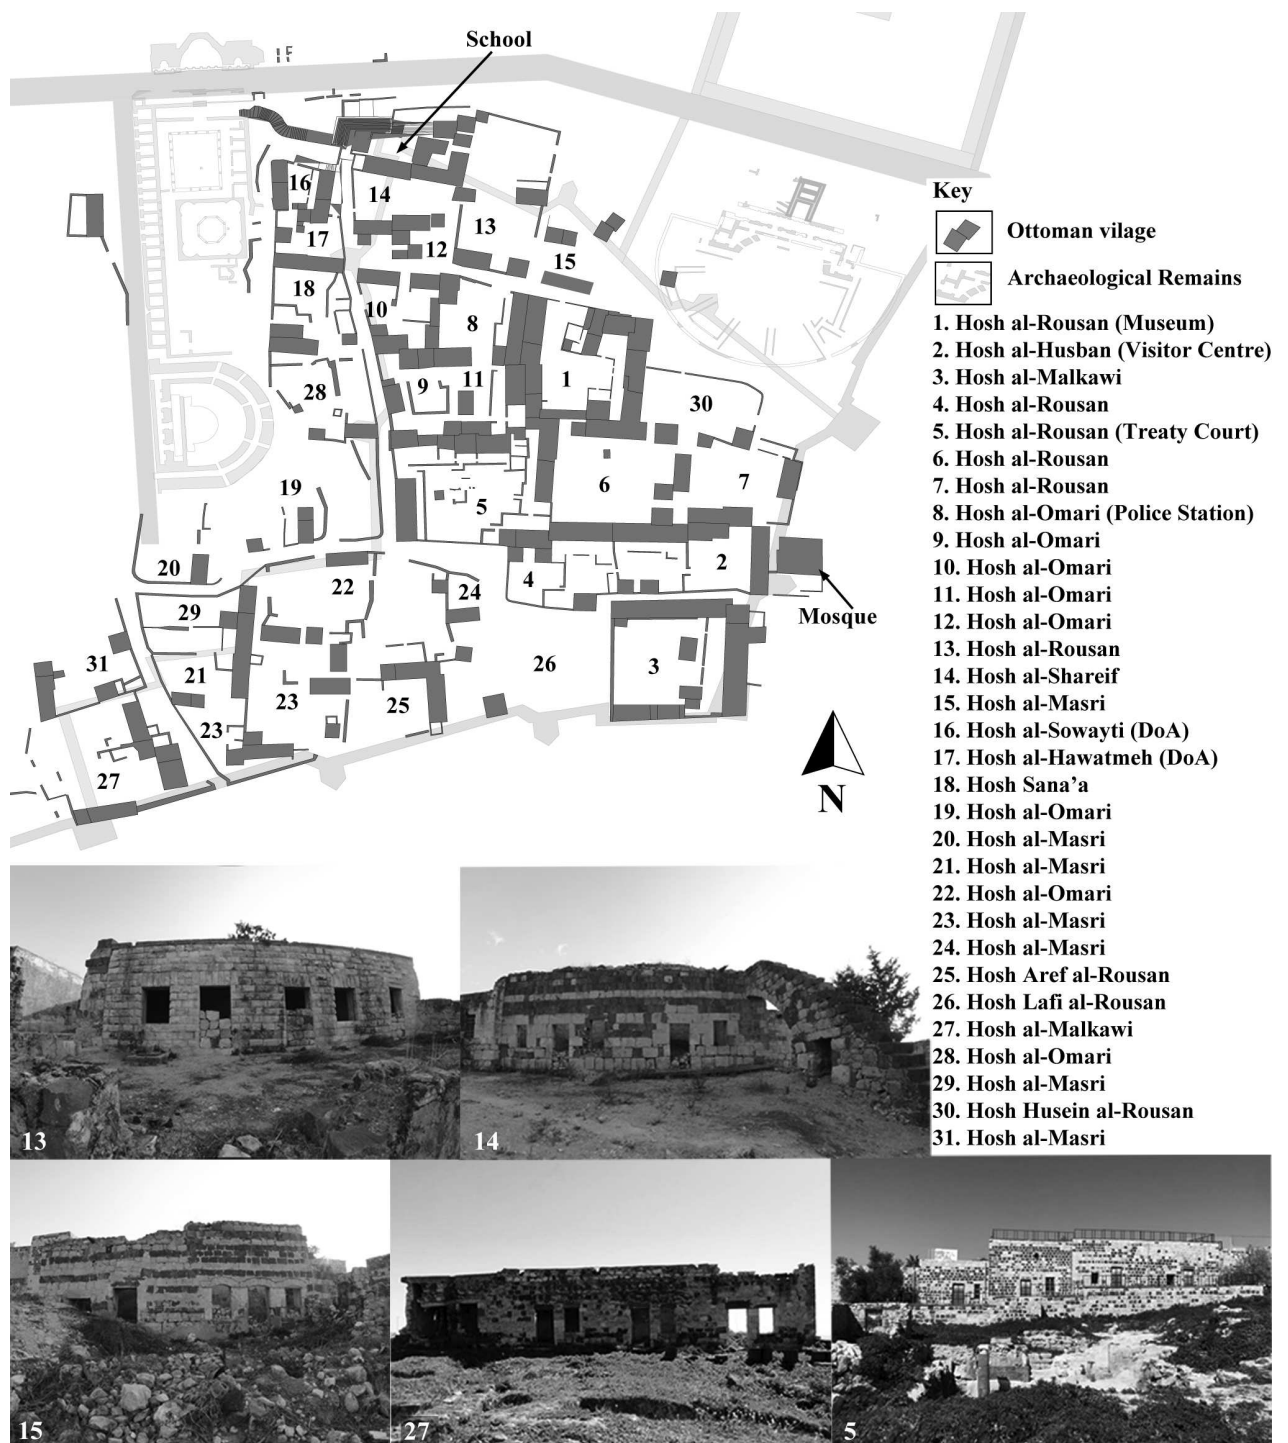 School
16
14
13
17
12
15
18
10
8
28
9
11
1
30
19
5
6
7
20
22
24
4
2
29
Mosque
31
21
23
25
26
3
23
27
N
Key
Ottoman vilage
Archaeological Remains
1. Hosh al-Rousan (Museum)
2. Hosh al-Husban (Visitor Centre)
3. Hosh al-Malkawi
4. Hosh al-Rousan
5. Hosh al-Rousan (Treaty Court)
6. Hosh al-Rousan
7. Hosh al-Rousan
8. Hosh al-Omari (Police Station)
9. Hosh al-Omari
10. Hosh al-Omari
11. Hosh al-Omari
12. Hosh al-Omari
13. Hosh al-Rousan
14. Hosh al-Shareif
15. Hosh al-Masri
16. Hosh al-Sowayti (DoA)
17. Hosh al-Hawatmeh (DoA)
18. Hosh Sana’a
19. Hosh al-Omari
20. Hosh al-Masri
21. Hosh al-Masri
22. Hosh al-Omari
23. Hosh al-Masri
24. Hosh al-Masri
25. Hosh Aref al-Rousan
26. Hosh Lafi al-Rousan
27. Hosh al-Malkawi
28. Hosh al-Omari
29. Hosh al-Masri
30. Hosh Husein al-Rousan
31. Hosh al-Masri
13
14
15
27
5